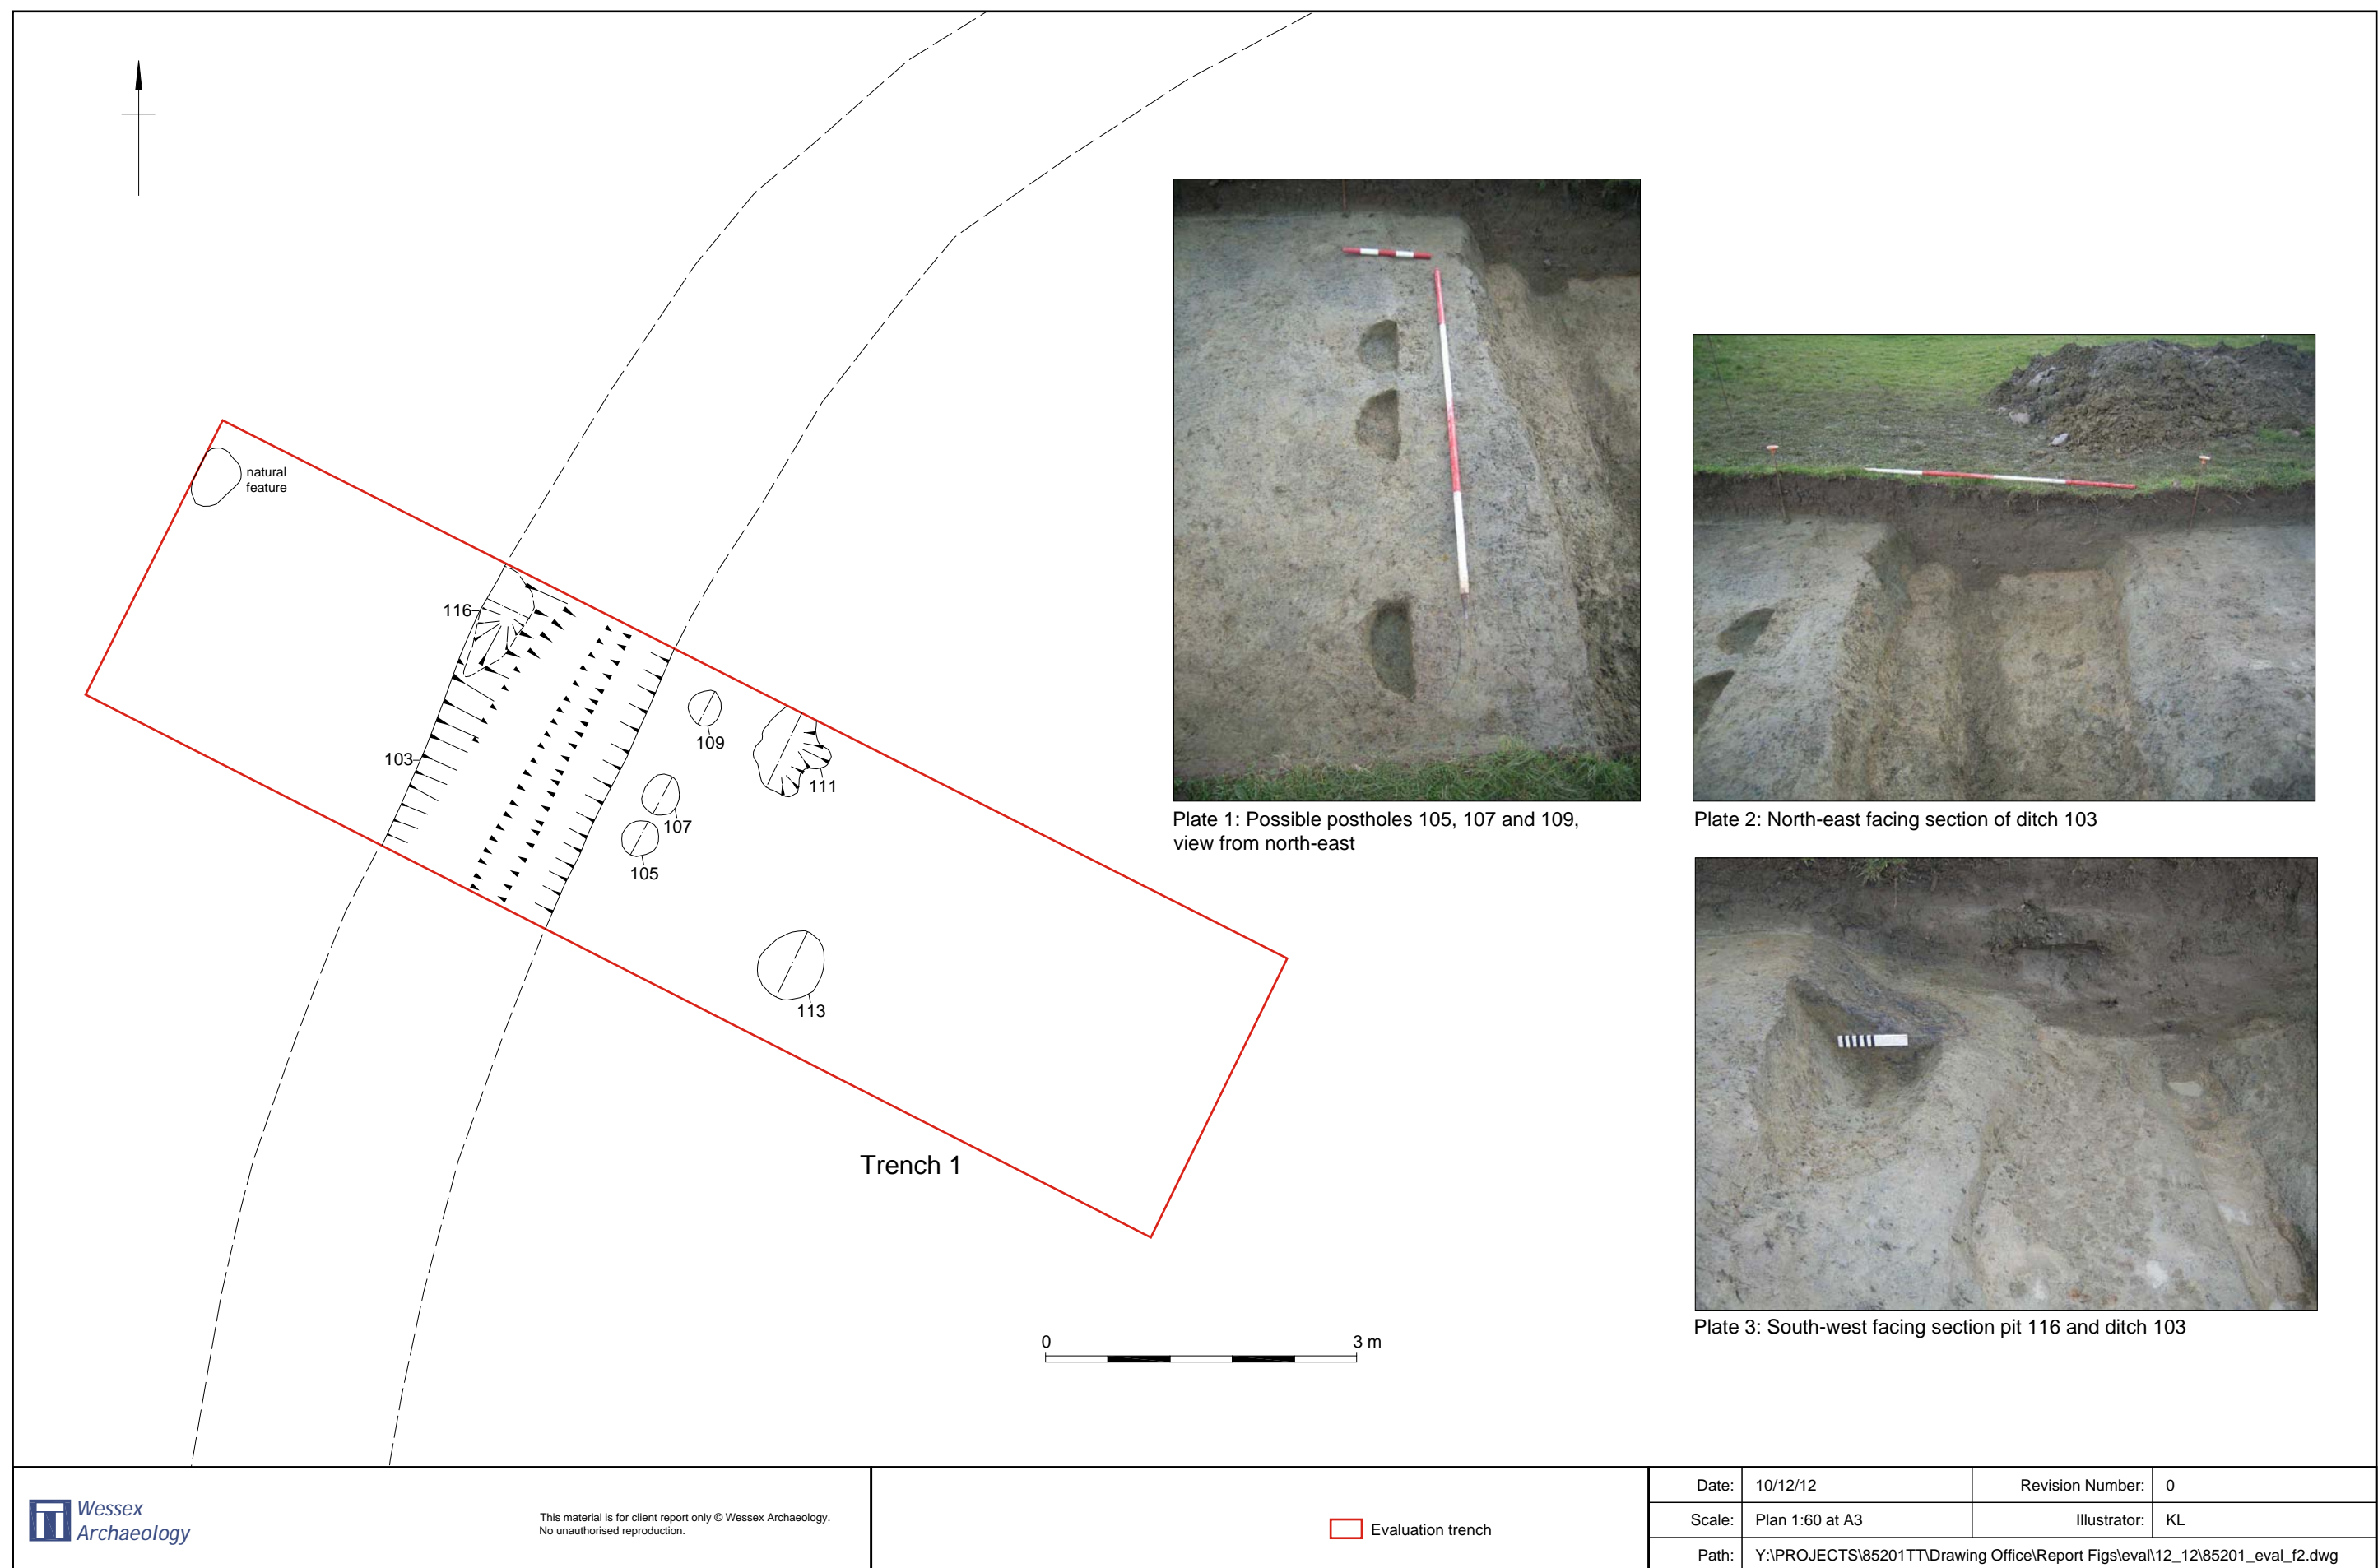 natural
feature
116
103
109
111
107
105
113
Trench 1
0 3 m
Plate 1: Possible postholes 105, 107 and 109,
view from north-east
Plate 2: North-east facing section of ditch 103
Plate 3: South-west facing section pit 116 and ditch 103
Wessex
Archaeology
This material is for client report only © Wessex Archaeology.
No unauthorised reproduction.
Evaluation trench
Date: 10/12/12 Revision Number: 0
Scale: Plan 1:60 at A3 Illustrator: KL
Path: Y:\PROJECTS\85201TT\Drawing Office\Report Figs\eval\12_12\85201_eval_f2.dwg